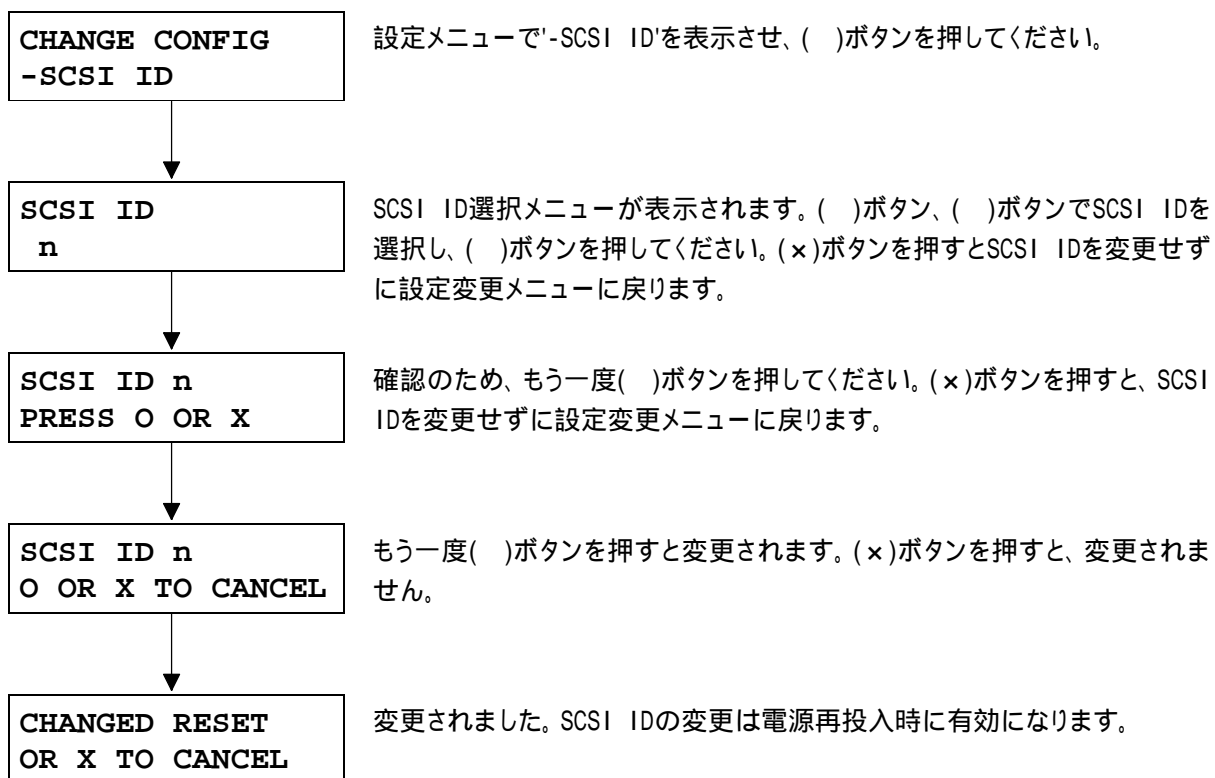 CHANGE CONFIG
-SCSI ID
設定メニューで'-SCSI ID'を表示させ、(　)ボタンを押してください。
SCSI ID
n
SCSI ID選択メニューが表示されます。(　)ボタン、(　)ボタンでSCSI IDを
選択し、(　)ボタンを押してください。(×)ボタンを押すとSCSI IDを変更せず
に設定変更メニューに戻ります。
SCSI ID n
PRESS O OR X
確認のため、もう一度(　)ボタンを押してください。(×)ボタンを押すと、SCSI
IDを変更せずに設定変更メニューに戻ります。
SCSI ID n
O OR X TO CANCEL
もう一度(　)ボタンを押すと変更されます。(×)ボタンを押すと、変更されま
せん。
CHANGED RESET
OR X TO CANCEL
変更されました。SCSI IDの変更は電源再投入時に有効になります。